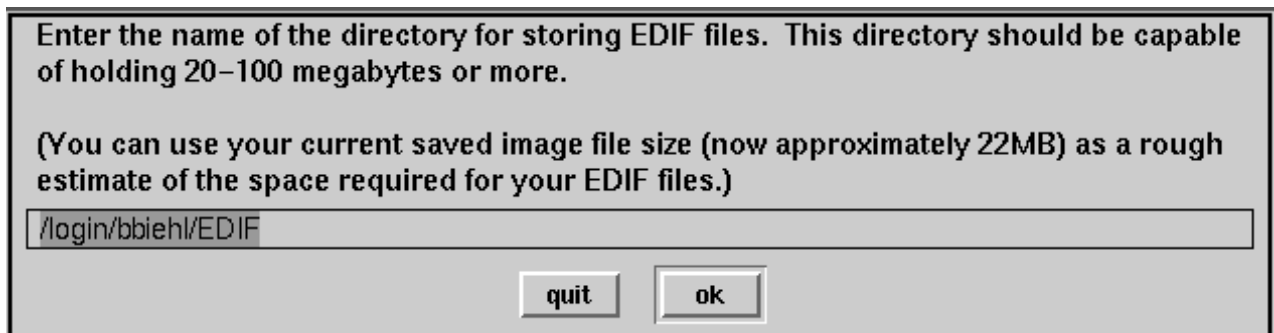 Enter the name of the directory for storing EDIF files.  This directory should be capable
of holding 20-100 megabytes or more.
(You can use your current saved image file size (now approximately 22MB) as a rough
estimate of the space required for your EDIF files.)
/login/bbiehl/EDIF
quit ok